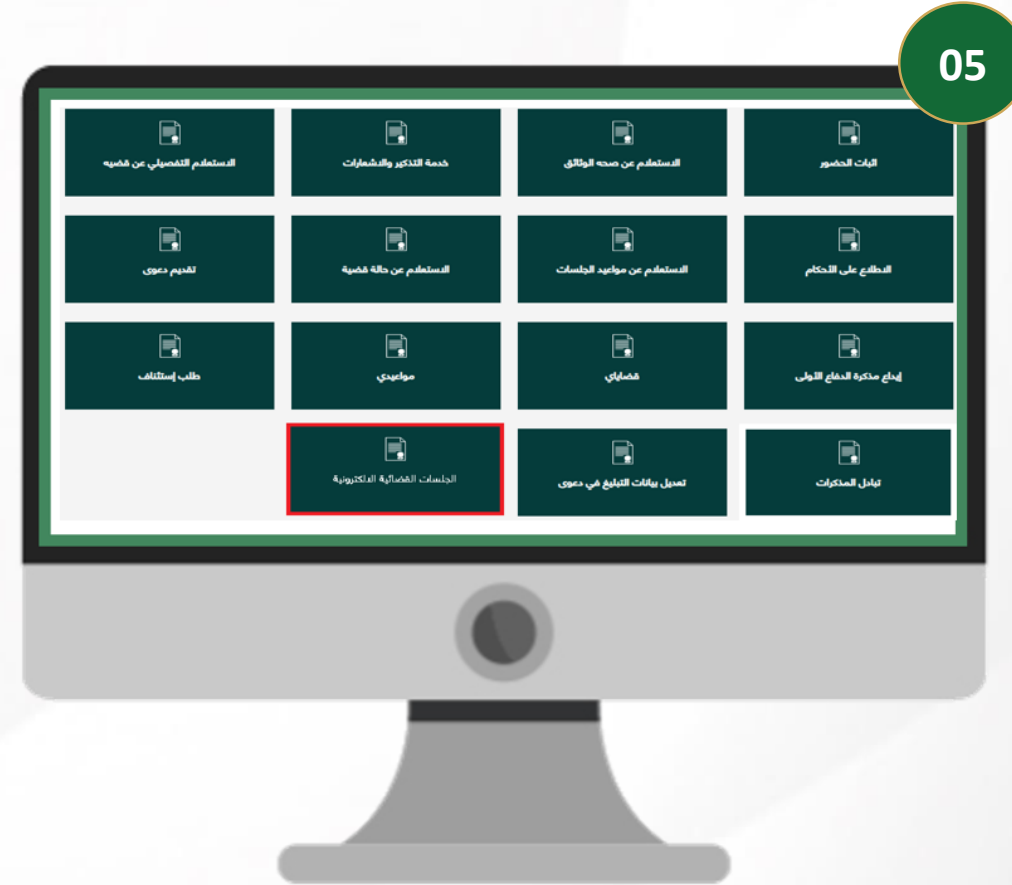 05
اثبات الحضور
الاستعلام عن صحه الوثائق
خدمة التذكير والاشعارات
الاستعلام التفصيلي عن قضيه
الاطلاع على الأحكام
الاستعلام عن مواعيد الجلسات
الاستعلام عن حالة قضية
تقديم دعوى
إيداع مذكرة الدفاع الأولى
قضاياي
مواعيدي
طلب إستئناف
تبادل المذكرات
تعديل بيانات التبليغ في دعوى
الجلسات القضائية الالكترونية